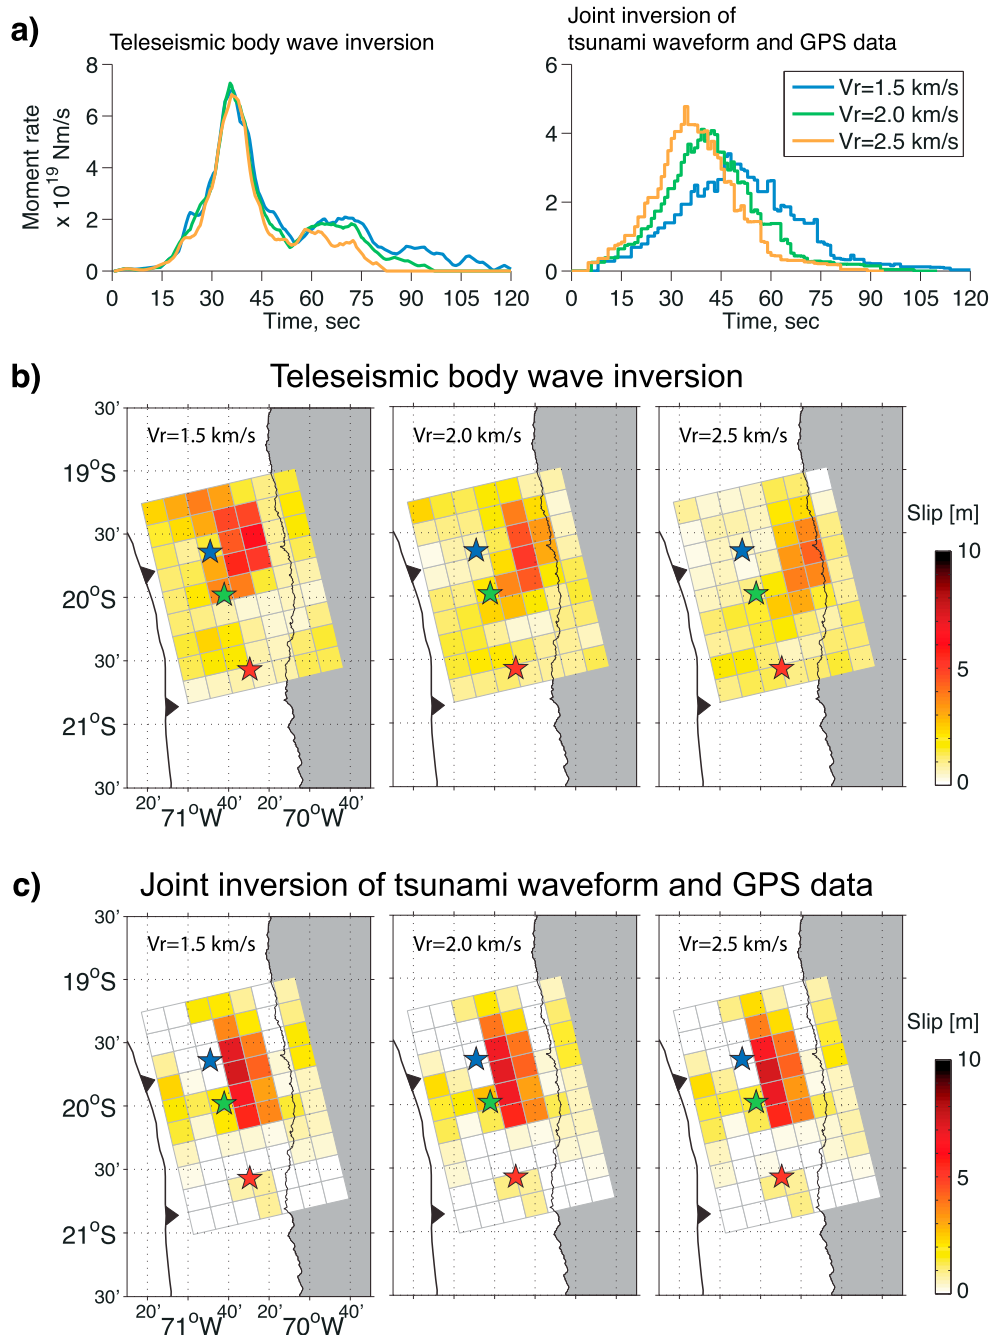 a)
Teleseismic body wave inversion
Joint inversion of
tsunami waveform and GPS data
Moment rate
x 10^19 Nm/s
8
6
4
2
0
0 15 30 45 60 75 90 105 120
Time, sec
6
4
2
0
0 15 30 45 60 75 90 105 120
Time, sec
Vr=1.5 km/s
Vr=2.0 km/s
Vr=2.5 km/s
b)
Teleseismic body wave inversion
Vr=1.5 km/s
Vr=2.0 km/s
Vr=2.5 km/s
30'
19°S
30'
20°S
30'
21°S
30'
20' 71°W 40' 20' 70°W 40'
Slip [m]
10
5
0
c)
Joint inversion of tsunami waveform and GPS data
Vr=1.5 km/s
Vr=2.0 km/s
Vr=2.5 km/s
30'
19°S
30'
20°S
30'
21°S
30'
20' 71°W 40' 20' 70°W 40'
Slip [m]
10
5
0